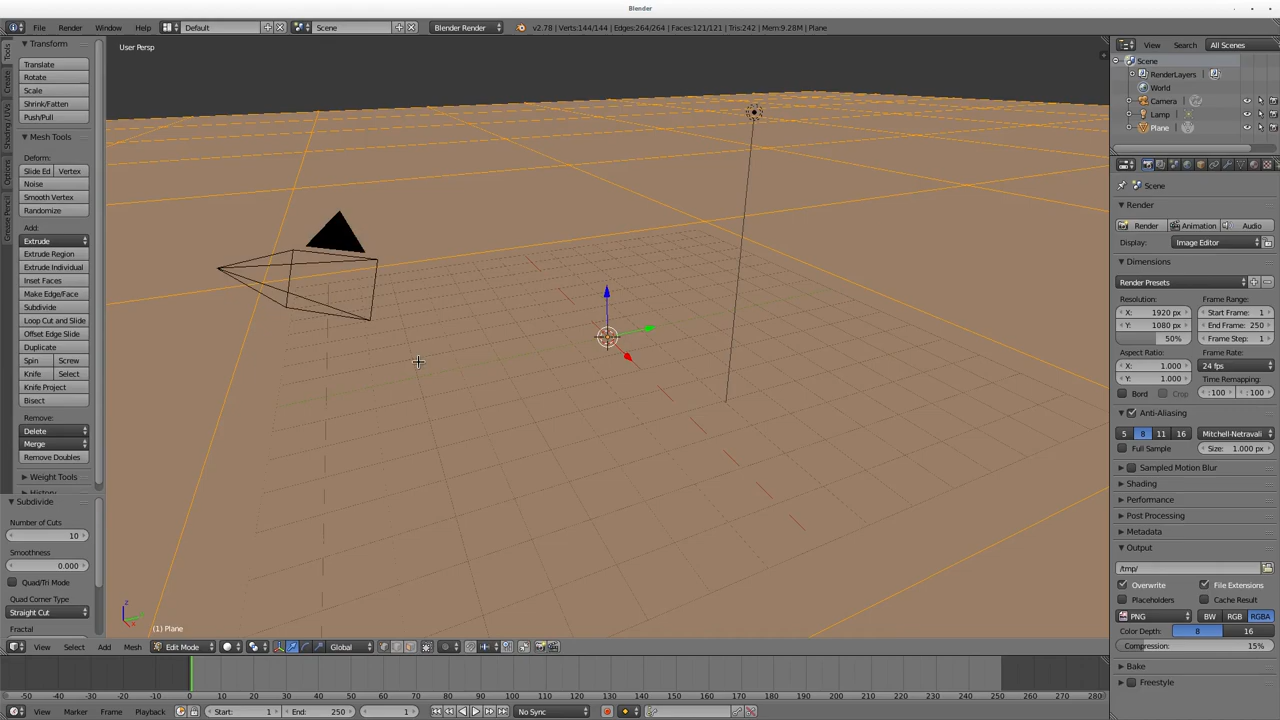 Blender
File Render Window Help Default Scene Blender Render v2.78 | Verts:144/144 | Edges:264/264 | Faces:121/121 | Tris:242 | Mem:9.28M | Plane
User Persp
View Search All Scenes
Scene
RenderLayers
World
Camera
Lamp
Plane
Tools
Create
Shading / UVs
Options
Grease Pencil
Transform
Translate
Rotate
Scale
Shrink/Fatten
Push/Pull
Mesh Tools
Deform:
Slide Ed Vertex
Noise
Smooth Vertex
Randomize
Add:
Extrude
Extrude Region
Extrude Individual
Inset Faces
Make Edge/Face
Subdivide
Loop Cut and Slide
Offset Edge Slide
Duplicate
Spin Screw
Knife Select
Knife Project
Bisect
Remove:
Delete
Merge
Remove Doubles
Weight Tools
History
Subdivide
Number of Cuts
10
Smoothness
0.000
Quad/Tri Mode
Quad Corner Type
Straight Cut
Fractal
Z
(1) Plane
Scene
Render
Render Animation Audio
Display: Image Editor
Dimensions
Render Presets
Resolution: Frame Range:
X: 1920 px Start Frame: 1
Y: 1080 px End Frame: 250
50% Frame Step: 1
Aspect Ratio: Frame Rate:
X: 1.000 24 fps
Y: 1.000 Time Remapping:
Bord Crop :100 :100
Anti-Aliasing
5 8 11 16 Mitchell-Netravali
Full Sample Size: 1.000 px
Sampled Motion Blur
Shading
Performance
Post Processing
Metadata
Output
/tmp/
Overwrite File Extensions
Placeholders Cache Result
PNG BW RGB RGBA
Color Depth: 8 16
Compression: 15%
Bake
Freestyle
View Select Add Mesh Edit Mode Global
-50 -40 -30 -20 -10 0 10 20 30 40 50 60 70 80 90 100 110 120 130 140 150 160 170 180 190 200 210 220 230 240 250 260 270 280
View Marker Frame Playback Start: 1 End: 250 1 No Sync